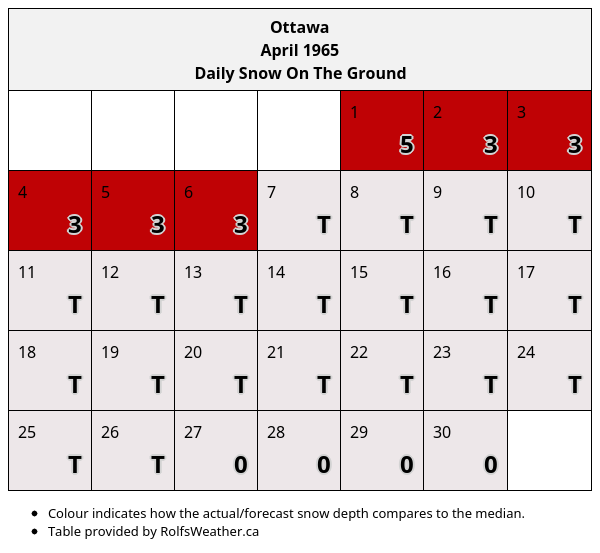 Ottawa
April 1965
Daily Snow On The Ground
1 2 3
5 3 3
4 5 6 7 8 9 10
3 3 3 T T T T
11 12 13 14 15 16 17
T T T T T T T
18 19 20 21 22 23 24
T T T T T T T
25 26 27 28 29 30
T T 0 0 0 0
• Colour indicates how the actual/forecast snow depth compares to the median.
• Table provided by RolfsWeather.ca